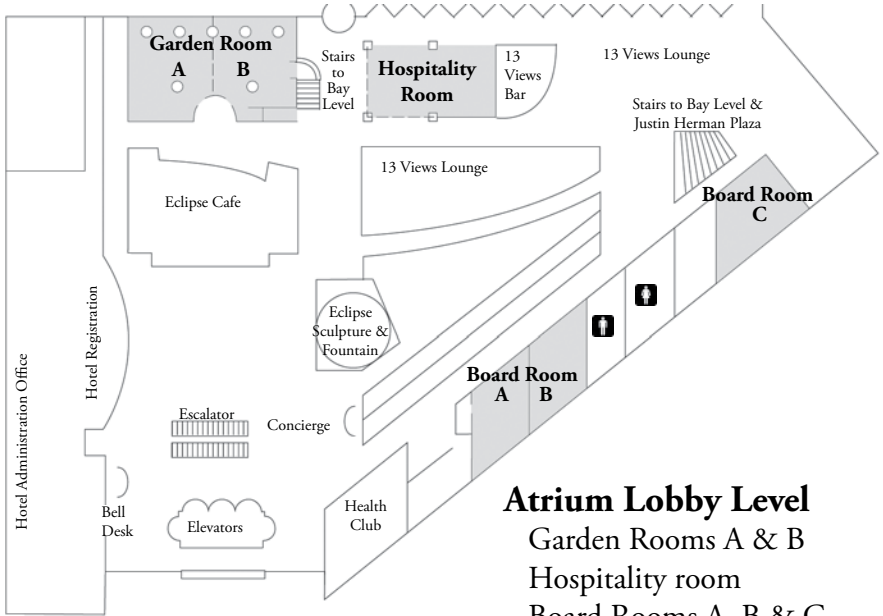 Garden Room
A
B
Stairs
to
Bay
Level
Hospitality
Room
13
Views
Bar
13 Views Lounge
Stairs to Bay Level &
Justin Herman Plaza
13 Views Lounge
Board Room
C
Eclipse Cafe
Hotel Administration Office
Hotel Registration
Eclipse
Sculpture &
Fountain
Board Room
A
B
Escalator
Concierge
Bell
Desk
Elevators
Health
Club
Atrium Lobby Level
Garden Rooms A & B
Hospitality room
Board Rooms A, B & C